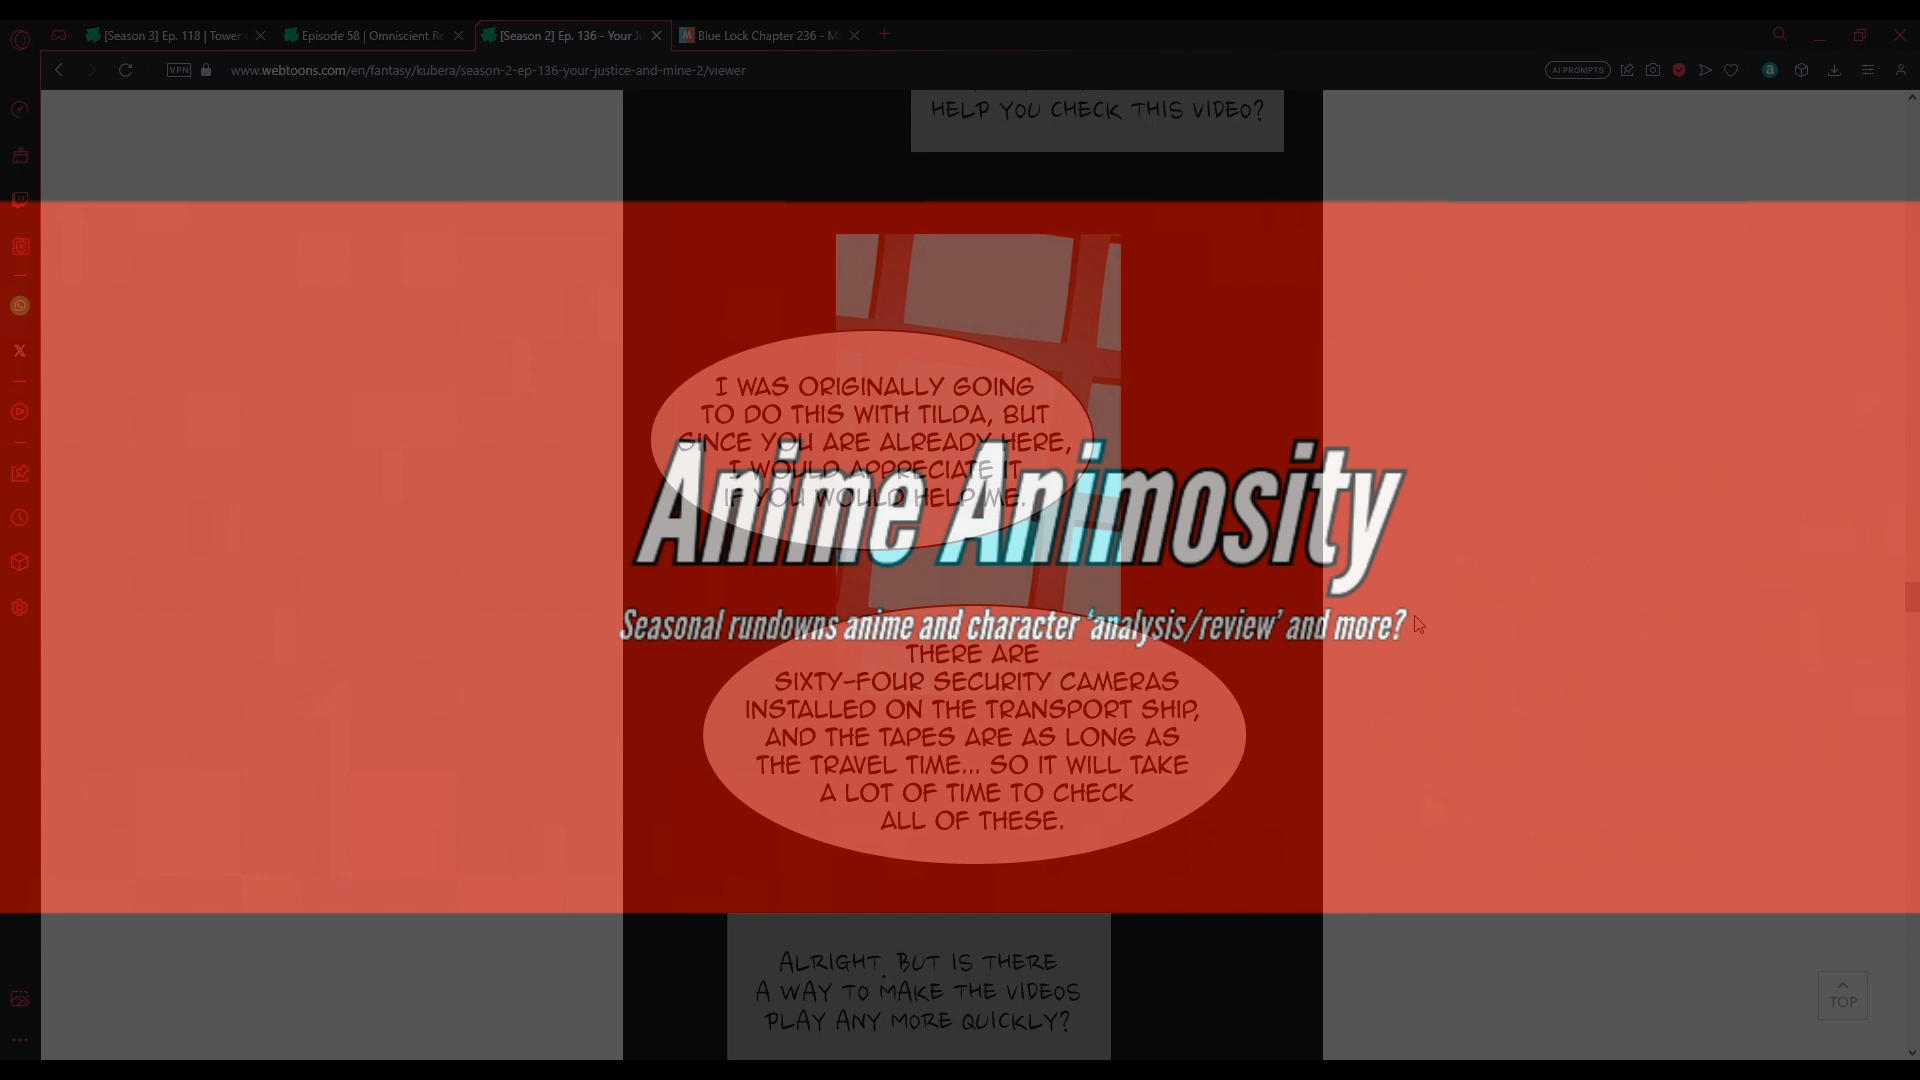 [Season 3] Ep. 118 | Tower
Episode 58 | Omniscient Re
[Season 2] Ep. 136 - Your Ju
Blue Lock Chapter 236 - M
VPN
www.webtoons.com/en/fantasy/kubera/season-2-ep-136-your-justice-and-mine-2/viewer
AI PROMPTS
HELP YOU CHECK THIS VIDEO?
I WAS ORIGINALLY GOING
TO DO THIS WITH TILDA, BUT
SINCE YOU ARE ALREADY HERE,
I WOULD APPRECIATE IT
IF YOU WOULD HELP ME.
Anime Animosity
Seasonal rundowns anime and character 'analysis/review' and more?
THERE ARE
SIXTY-FOUR SECURITY CAMERAS
INSTALLED ON THE TRANSPORT SHIP,
AND THE TAPES ARE AS LONG AS
THE TRAVEL TIME... SO IT WILL TAKE
A LOT OF TIME TO CHECK
ALL OF THESE.
ALRIGHT. BUT IS THERE
A WAY TO MAKE THE VIDEOS
PLAY ANY MORE QUICKLY?
TOP